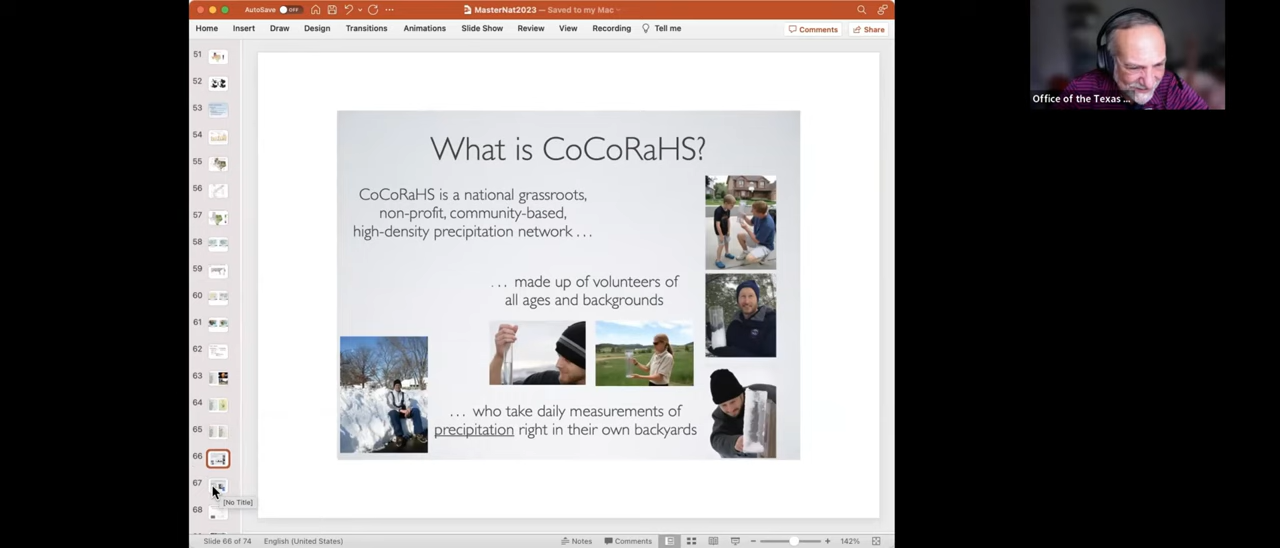 AutoSave OFF
MasterNat2023 — Saved to my Mac
Home Insert Draw Design Transitions Animations Slide Show Review View Recording Tell me
Comments Share
51
52
53
54
55
56
57
58
59
60
61
62
63
64
65
66
67
68
[No Title]
What is CoCoRaHS?
CoCoRaHS is a national grassroots,
non-profit, community-based,
high-density precipitation network . . .
. . . made up of volunteers of
all ages and backgrounds
. . . who take daily measurements of
precipitation right in their own backyards
Slide 66 of 74 English (United States)
Notes Comments 142%
Office of the Texas ...